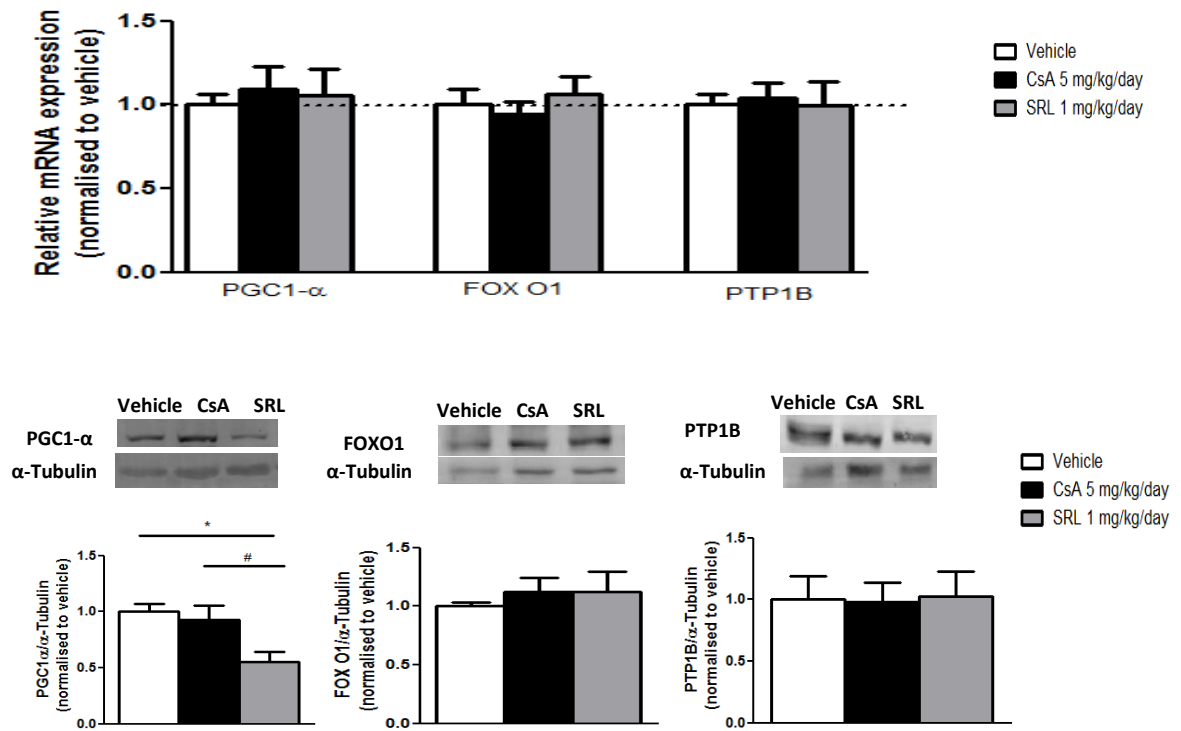 Relative mRNA expression
(normalised to vehicle)
1.5
1.0
0.5
0.0
PGC1-α
FOX O1
PTP1B
Vehicle
CsA 5 mg/kg/day
SRL 1 mg/kg/day
Vehicle CsA SRL
PGC1-α
α-Tubulin
Vehicle CsA SRL
FOXO1
α-Tubulin
Vehicle CsA SRL
PTP1B
α-Tubulin
Vehicle
CsA 5 mg/kg/day
SRL 1 mg/kg/day
PGC1α/α-Tubulin
(normalised to vehicle)
1.5
1.0
0.5
0.0
*
#
FOX O1/α-Tubulin
(normalised to vehicle)
1.5
1.0
0.5
0.0
PTP1B/α-Tubulin
(normalised to vehicle)
1.5
1.0
0.5
0.0